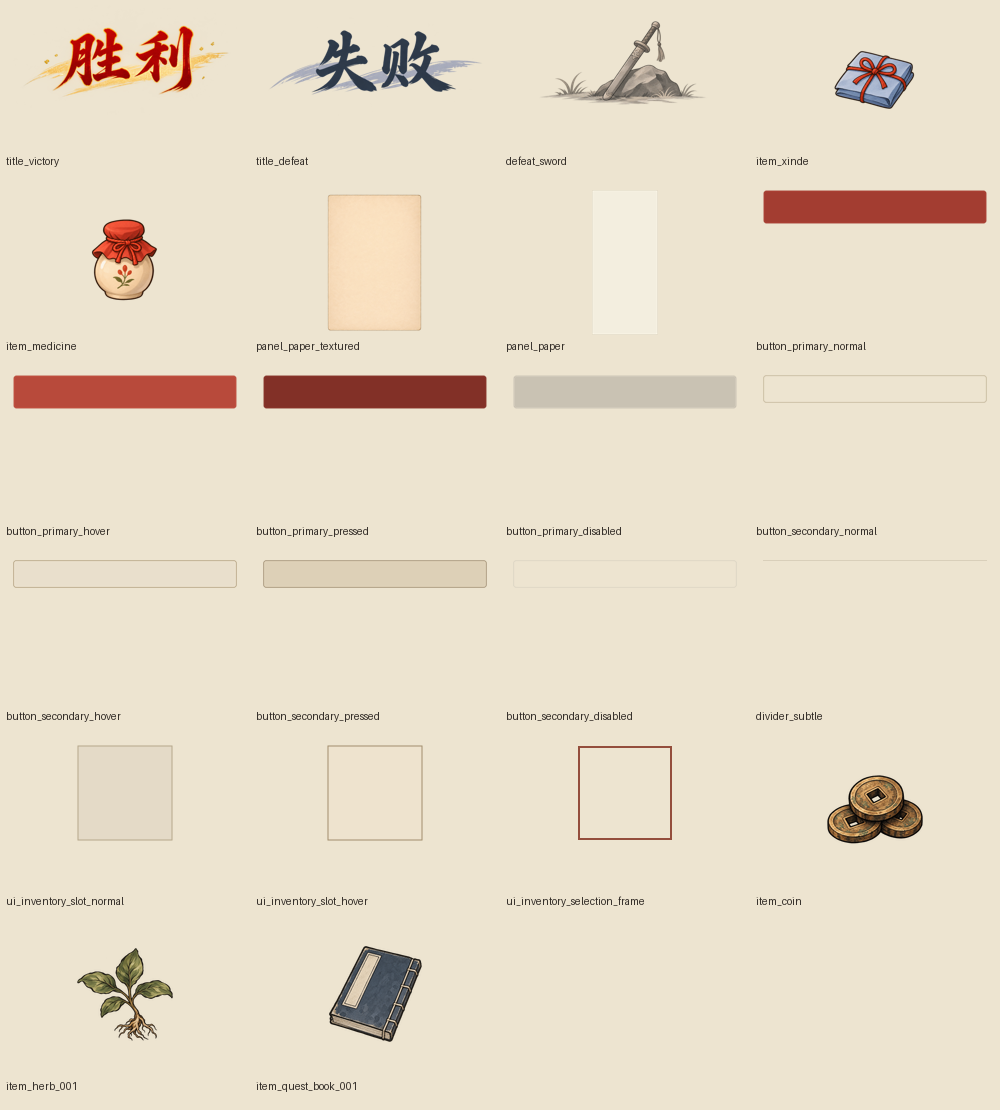 胜利
失败
title_victory
title_defeat
defeat_sword
item_xinde
item_medicine
panel_paper_textured
panel_paper
button_primary_normal
button_primary_hover
button_primary_pressed
button_primary_disabled
button_secondary_normal
button_secondary_hover
button_secondary_pressed
button_secondary_disabled
divider_subtle
ui_inventory_slot_normal
ui_inventory_slot_hover
ui_inventory_selection_frame
item_coin
item_herb_001
item_quest_book_001